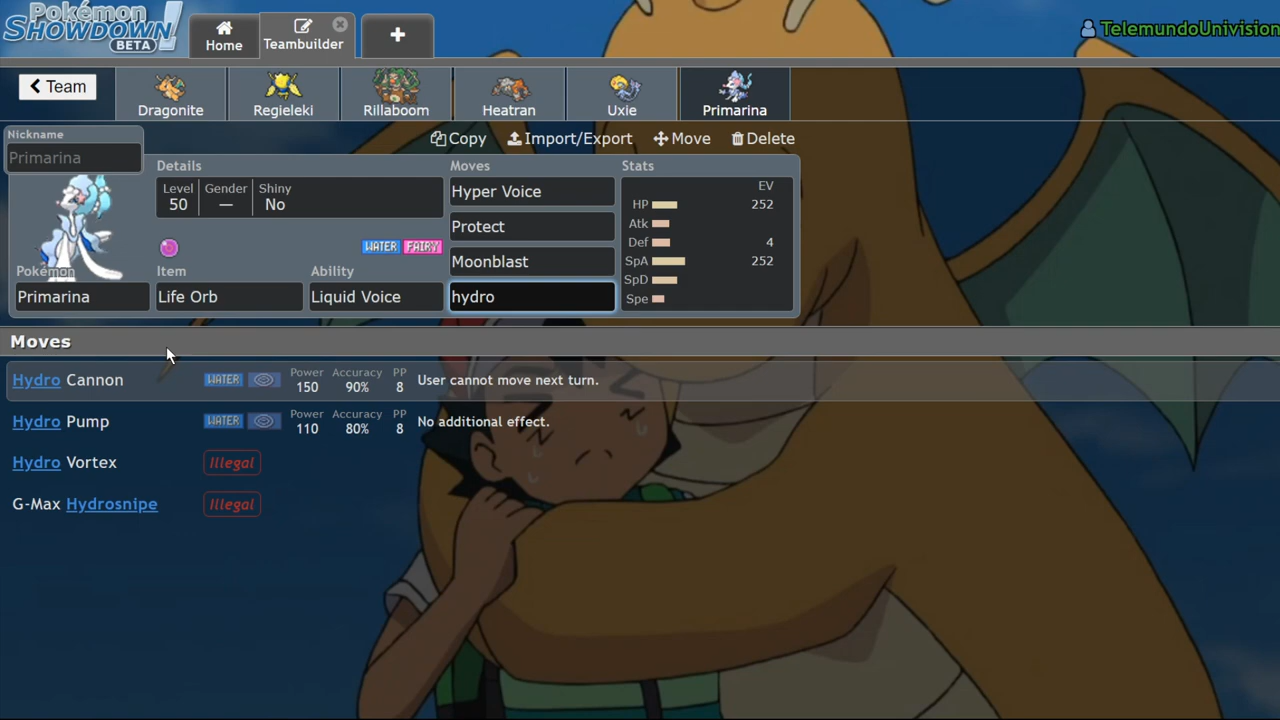 Pokémon
SHOWDOWN!
BETA
Home
Teambuilder
+
TelemundoUnivision
Team
Dragonite
Regieleki
Rillaboom
Heatran
Uxie
Primarina
Nickname
Primarina
Copy
Import/Export
Move
Delete
Details
Moves
Stats
Level
Gender
Shiny
50
—
No
Hyper Voice
Protect
Moonblast
hydro
EV
HP 252
Atk
Def 4
SpA 252
SpD
Spe
WATER FAIRY
Pokémon
Item
Ability
Primarina
Life Orb
Liquid Voice
Moves
Hydro Cannon WATER Power 150 Accuracy 90% PP 8 User cannot move next turn.
Hydro Pump WATER Power 110 Accuracy 80% PP 8 No additional effect.
Hydro Vortex Illegal
G-Max Hydrosnipe Illegal